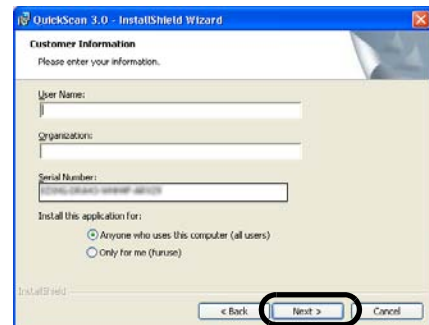 QuickScan 3.0 - InstallShield Wizard
Customer Information
Please enter your information.
User Name:
Organization:
Serial Number:
Install this application for:
Anyone who uses this computer (all users)
Only for me (furuse)
InstallShield
< Back Next > Cancel